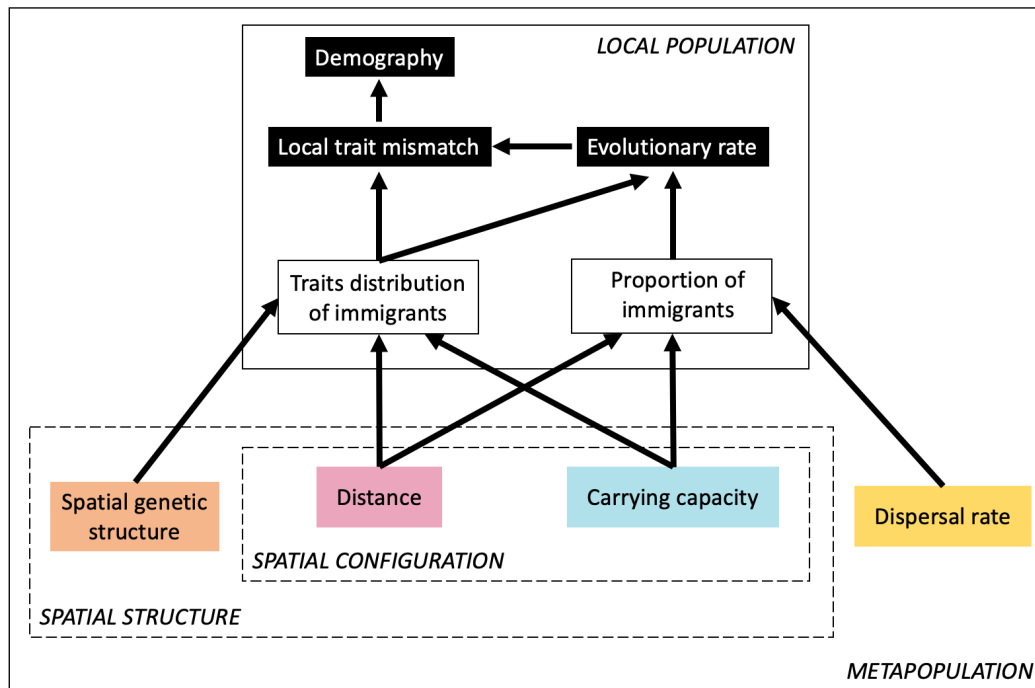 LOCAL POPULATION
Demography
Local trait mismatch
Evolutionary rate
Traits distribution
of immigrants
Proportion of
immigrants
Spatial genetic
structure
Distance
Carrying capacity
Dispersal rate
SPATIAL CONFIGURATION
SPATIAL STRUCTURE
METAPOPULATION